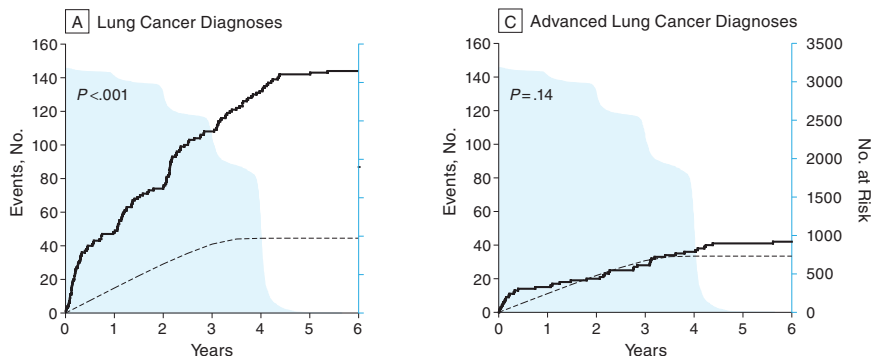 A Lung Cancer Diagnoses
160
140
120
100
80
60
40
20
0
Events, No.
P<.001
0 1 2 3 4 5 6
Years
C Advanced Lung Cancer Diagnoses
160
140
120
100
80
60
40
20
0
Events, No.
P=.14
3500
3000
2500
2000
1500
1000
500
0
No. at Risk
0 1 2 3 4 5 6
Years